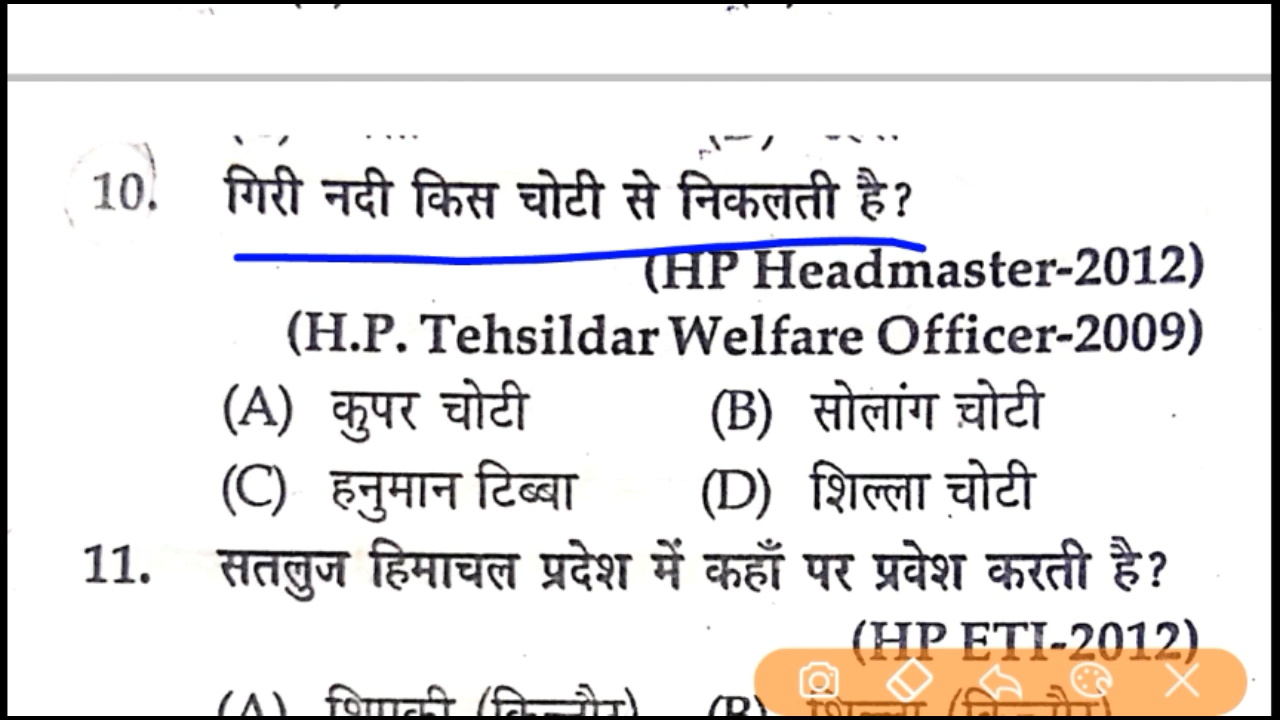 10. गिरी नदी किस चोटी से निकलती है?
(HP Headmaster-2012)
(H.P. Tehsildar Welfare Officer-2009)
(A) कुपर चोटी (B) सोलांग चोटी
(C) हनुमान टिब्बा (D) शिल्ला चोटी
11. सतलुज हिमाचल प्रदेश में कहाँ पर प्रवेश करती है?
(HP ETI-2012)
(A) शिपकी (किन्नौर) (B) शिल्ला (किन्नौर)